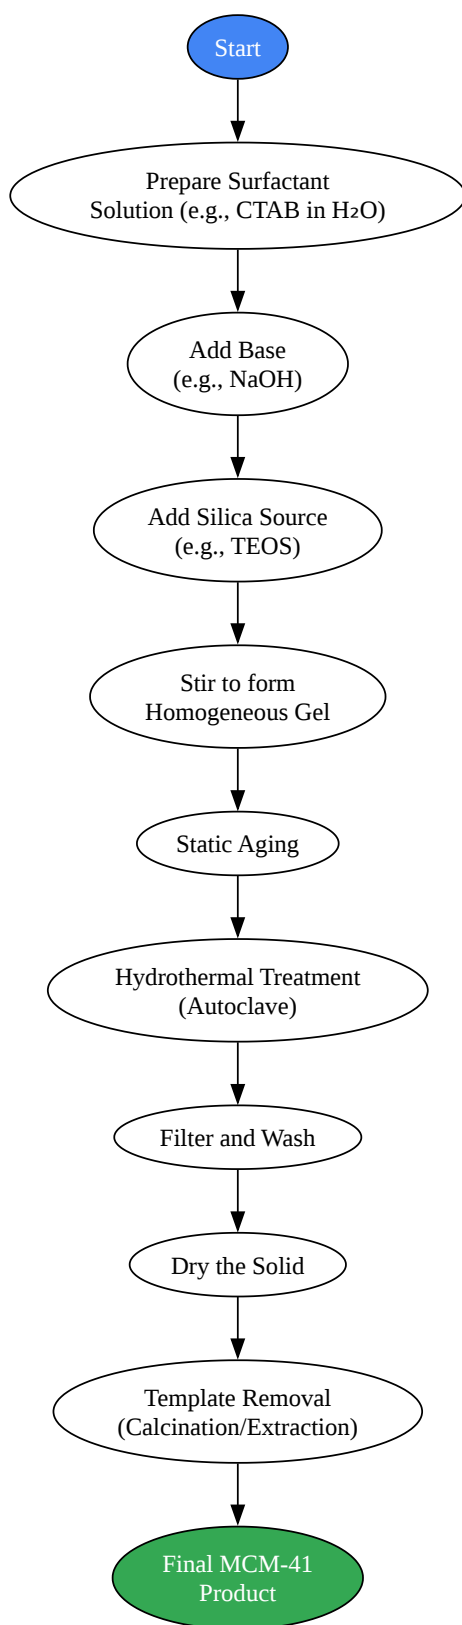 Start
Prepare Surfactant
Solution (e.g., CTAB in H₂O)
Add Base
(e.g., NaOH)
Add Silica Source
(e.g., TEOS)
Stir to form
Homogeneous Gel
Static Aging
Hydrothermal Treatment
(Autoclave)
Filter and Wash
Dry the Solid
Template Removal
(Calcination/Extraction)
Final MCM-41
Product